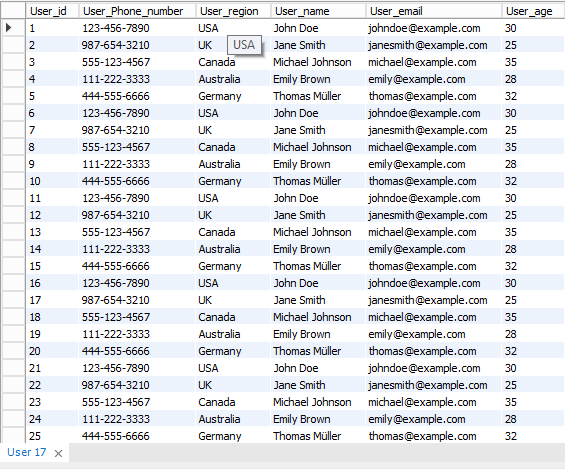 User_id User_Phone_number User_region User_name User_email User_age
1 123-456-7890 USA John Doe johndoe@example.com 30
2 987-654-3210 UK USA Jane Smith janesmith@example.com 25
3 555-123-4567 Canada Michael Johnson michael@example.com 35
4 111-222-3333 Australia Emily Brown emily@example.com 28
5 444-555-6666 Germany Thomas Müller thomas@example.com 32
6 123-456-7890 USA John Doe johndoe@example.com 30
7 987-654-3210 UK Jane Smith janesmith@example.com 25
8 555-123-4567 Canada Michael Johnson michael@example.com 35
9 111-222-3333 Australia Emily Brown emily@example.com 28
10 444-555-6666 Germany Thomas Müller thomas@example.com 32
11 123-456-7890 USA John Doe johndoe@example.com 30
12 987-654-3210 UK Jane Smith janesmith@example.com 25
13 555-123-4567 Canada Michael Johnson michael@example.com 35
14 111-222-3333 Australia Emily Brown emily@example.com 28
15 444-555-6666 Germany Thomas Müller thomas@example.com 32
16 123-456-7890 USA John Doe johndoe@example.com 30
17 987-654-3210 UK Jane Smith janesmith@example.com 25
18 555-123-4567 Canada Michael Johnson michael@example.com 35
19 111-222-3333 Australia Emily Brown emily@example.com 28
20 444-555-6666 Germany Thomas Müller thomas@example.com 32
21 123-456-7890 USA John Doe johndoe@example.com 30
22 987-654-3210 UK Jane Smith janesmith@example.com 25
23 555-123-4567 Canada Michael Johnson michael@example.com 35
24 111-222-3333 Australia Emily Brown emily@example.com 28
25 444-555-6666 Germany Thomas Müller thomas@example.com 32
User 17